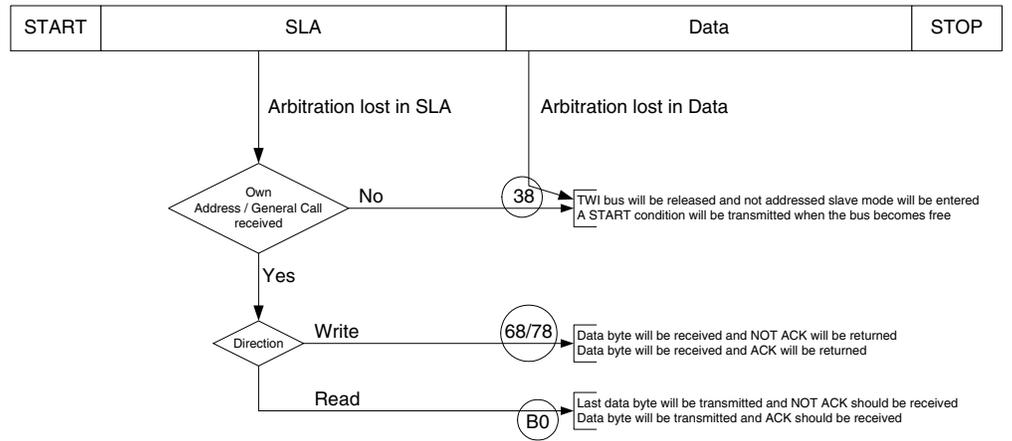 START SLA Data STOP
Arbitration lost in SLA
Arbitration lost in Data
Own
Address / General Call
received
No
38
TWI bus will be released and not addressed slave mode will be entered
A START condition will be transmitted when the bus becomes free
Yes
Direction
Write
68/78
Data byte will be received and NOT ACK will be returned
Data byte will be received and ACK will be returned
Read
B0
Last data byte will be transmitted and NOT ACK should be received
Data byte will be transmitted and ACK should be received